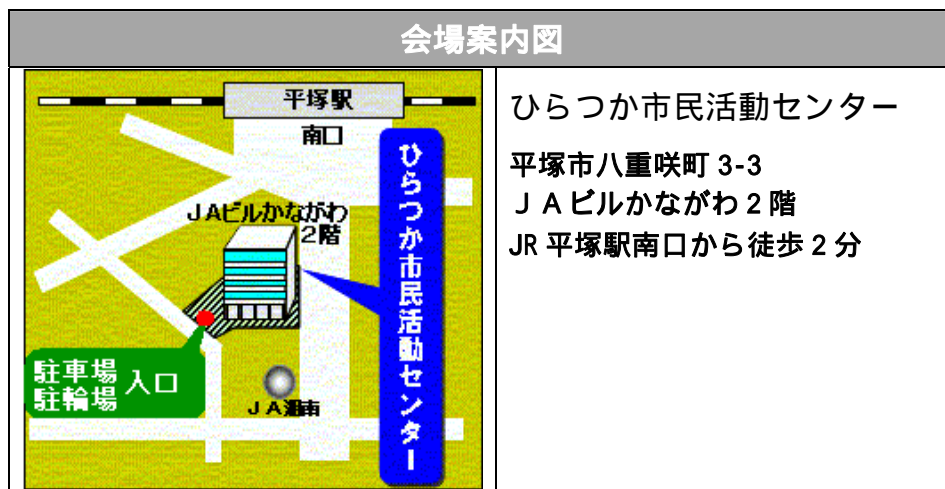 会場案内図
平塚駅
南口
JAビルかながわ
2階
ひらつか市民活動センター
駐車場
駐輪場
入口
JA湘南
ひらつか市民活動センター
平塚市八重咲町 3-3
ＪＡビルかながわ２階
JR 平塚駅南口から徒歩 2 分